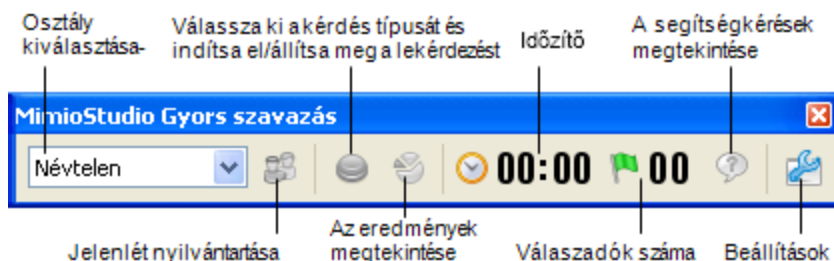 Osztály
kiválasztása-
Válassza ki a kérdés típusát és
indítsa el/állítsa meg a lekérdezést
Időzítő
A segítségkérések
megtekintése
MimioStudio Gyors szavazás
Névtelen
00:00
00
Jelenlét nyilvántartása
Az eredmények
megtekintése
Válaszadók száma
Beállítások